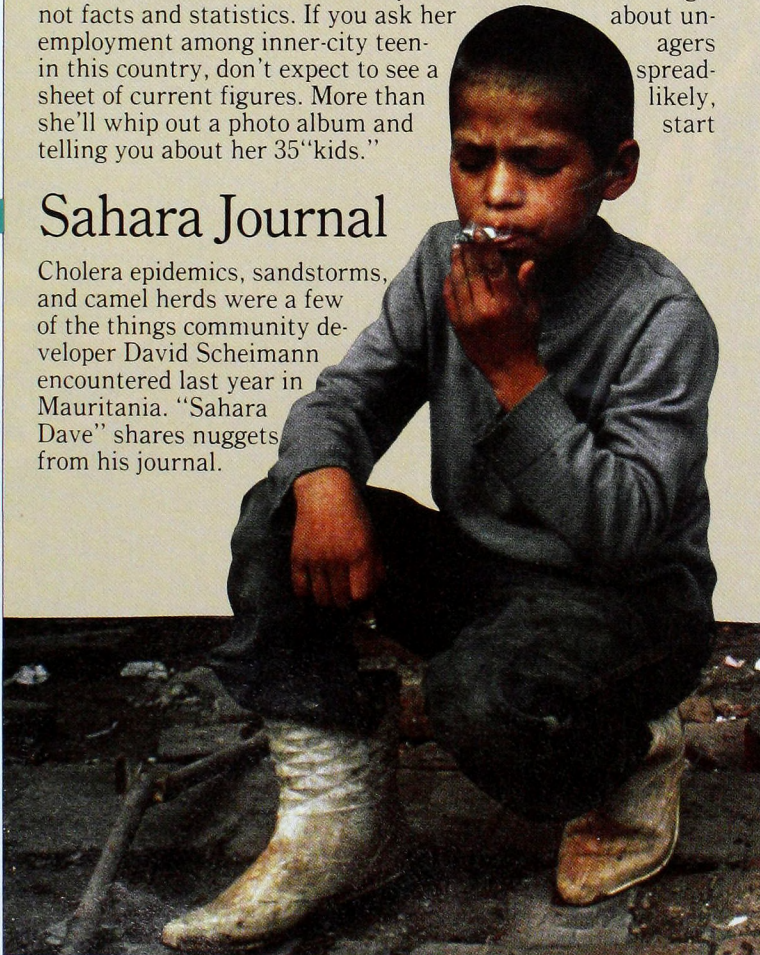 not facts and statistics. If you ask her about un-
employment among inner-city teen- agers
in this country, don't expect to see a spread-
sheet of current figures. More than likely,
she'll whip out a photo album and start
telling you about her 35“kids.”
Sahara Journal
Cholera epidemics, sandstorms,
and camel herds were a few
of the things community de-
veloper David Scheimann
encountered last year in
Mauritania. “Sahara
Dave” shares nuggets
from his journal.